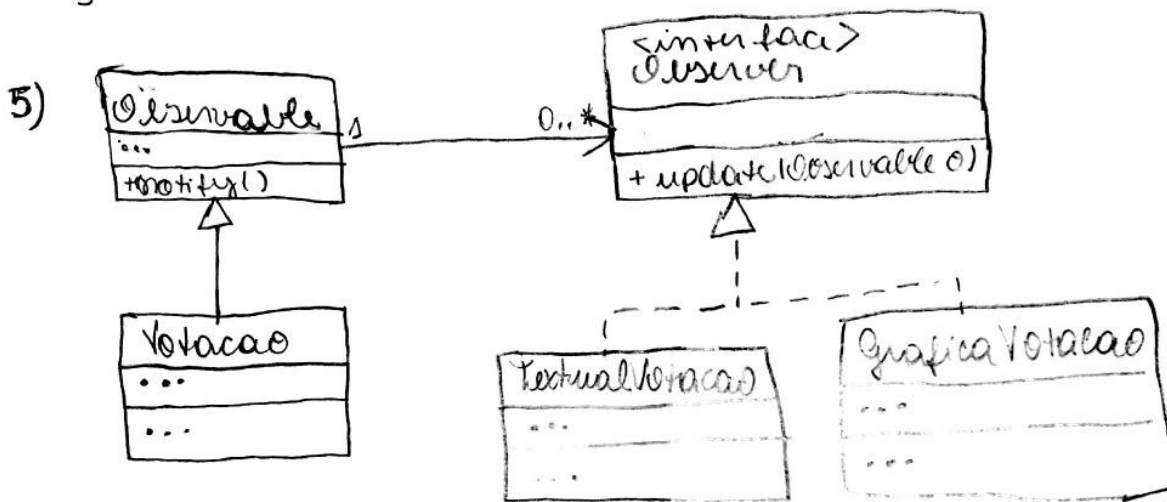 5)
Observable
...
+notify()
1
0..*
<interface>
Observer
+ update(Observable O)
Votacao
...
...
TextualVotacao
...
...
GraficaVotacao
...
...